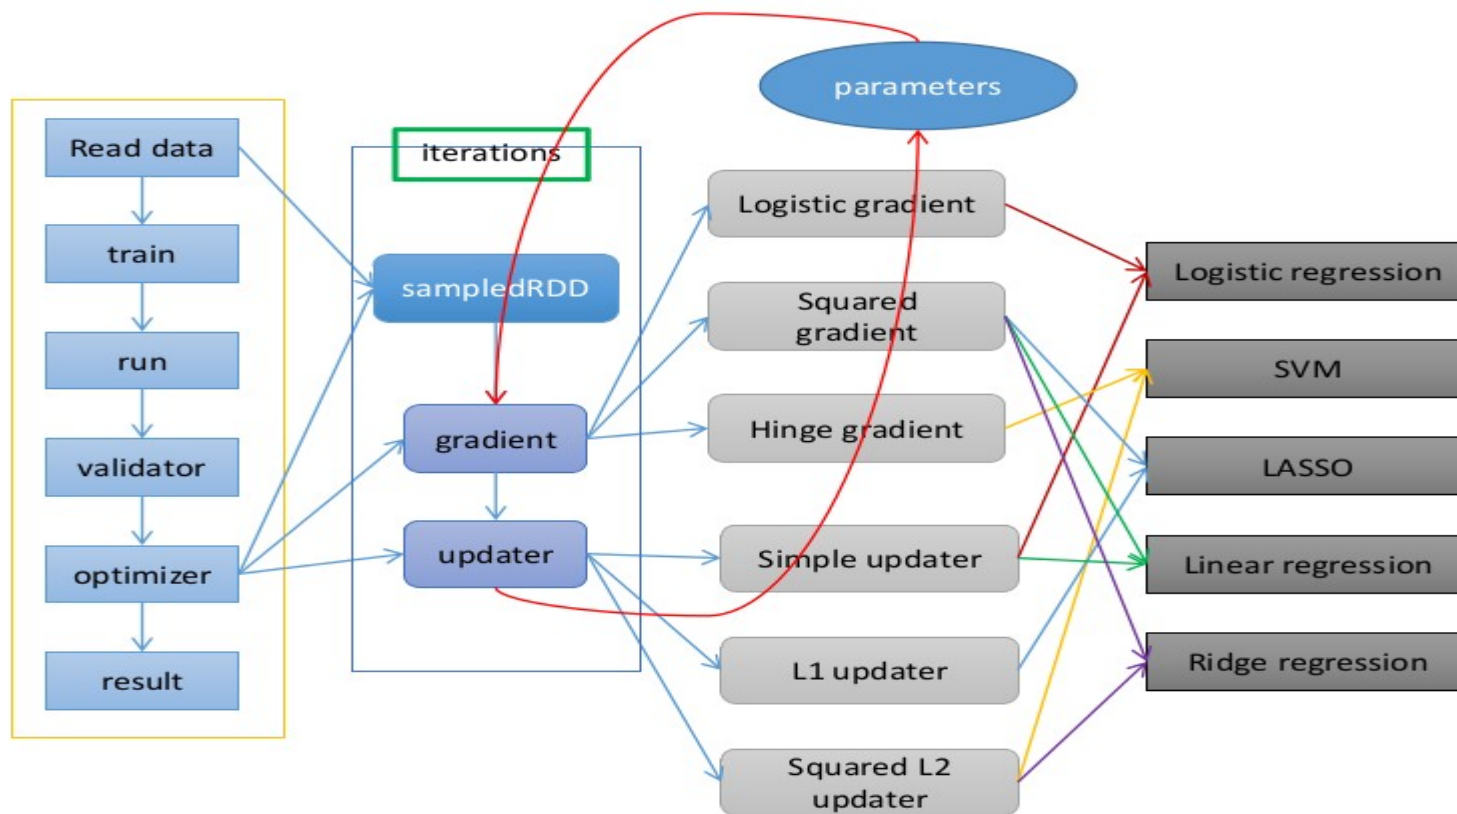 parameters
Read data
train
run
validator
optimizer
result
iterations
sampledRDD
gradient
updater
Logistic gradient
Squared
gradient
Hinge gradient
Simple updater
L1 updater
Squared L2
updater
Logistic regression
SVM
LASSO
Linear regression
Ridge regression